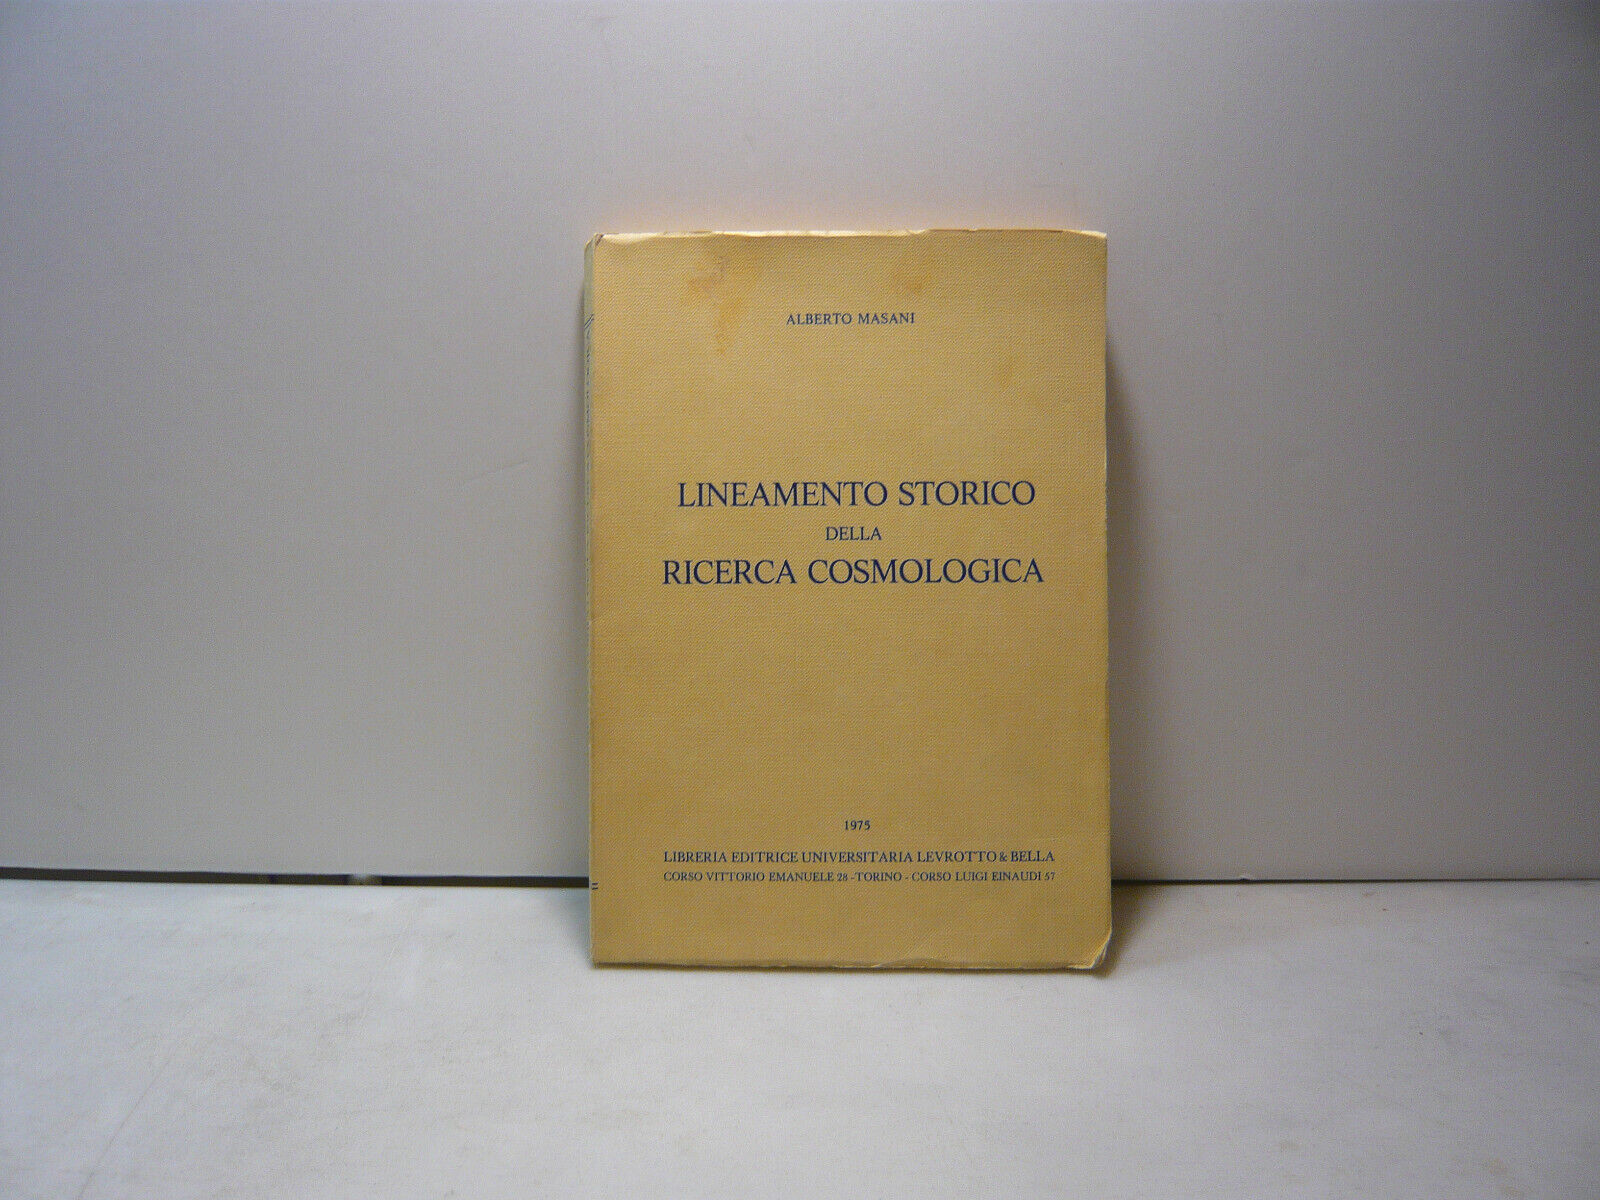 ALBERTO MASANI
LINEAMENTO STORICO
DELLA
RICERCA COSMOLOGICA
1975
LIBRERIA EDITRICE UNIVERSITARIA LEVROTTO & BELLA
CORSO VITTORIO EMANUELE 28 - TORINO - CORSO LUIGI EINAUDI 57